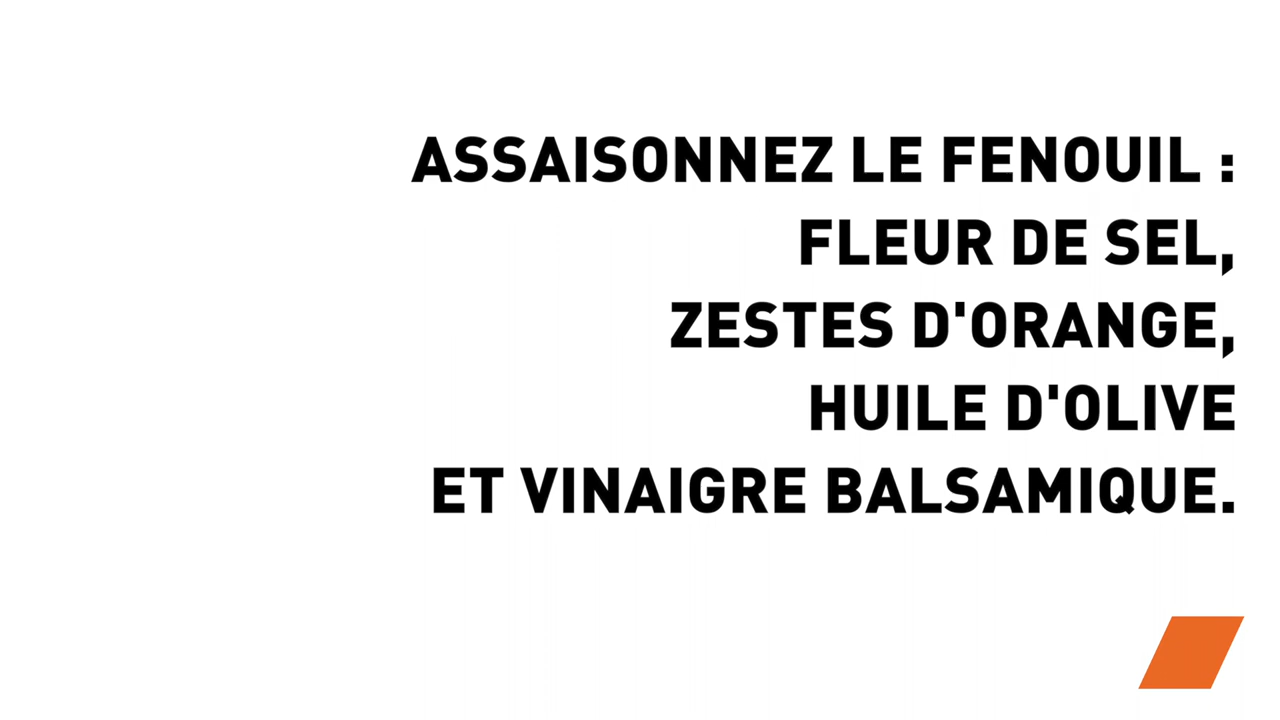 ASSAISONNEZ LE FENOUIL :
FLEUR DE SEL,
ZESTES D'ORANGE,
HUILE D'OLIVE
ET VINAIGRE BALSAMIQUE.